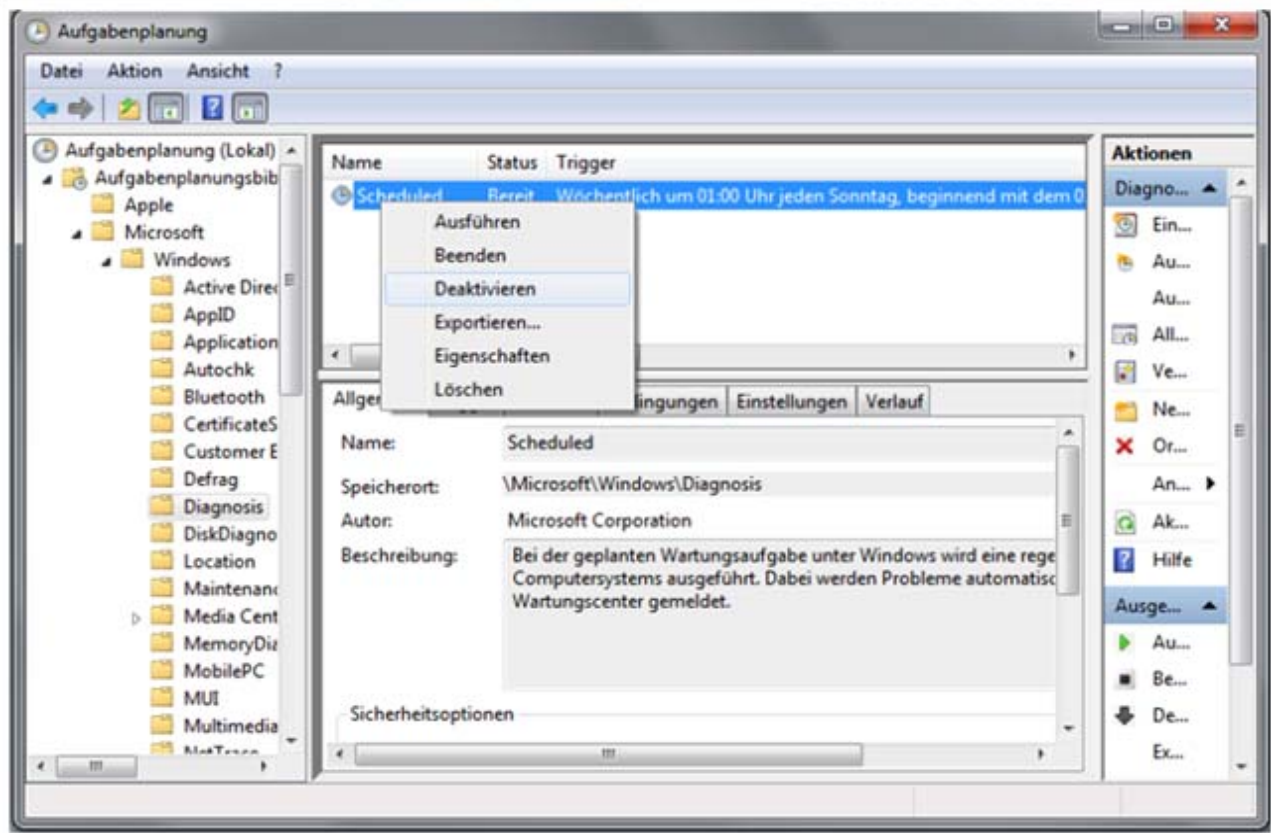 Aufgabenplanung
Datei Aktion Ansicht ?
Aufgabenplanung (Lokal)
Aufgabenplanungsbib
Apple
Microsoft
Windows
Active Direc
AppID
Application
Autochk
Bluetooth
CertificateS
Customer E
Defrag
Diagnosis
DiskDiagno
Location
Maintenanc
Media Cent
MemoryDia
MobilePC
MUI
Multimedia
NetTrace
Name Status Trigger
Scheduled Bereit Wöchentlich um 01:00 Uhr jeden Sonntag, beginnend mit dem 0
Ausführen
Beenden
Deaktivieren
Exportieren...
Eigenschaften
Löschen
Allge ingungen Einstellungen Verlauf
Name: Scheduled
Speicherort: \Microsoft\Windows\Diagnosis
Autor: Microsoft Corporation
Beschreibung: Bei der geplanten Wartungsaufgabe unter Windows wird eine rege
Computersystems ausgeführt. Dabei werden Probleme automatisc
Wartungscenter gemeldet.
Sicherheitsoptionen
Aktionen
Diagno...
Ein...
Au...
Au...
All...
Ve...
Ne...
Or...
An...
Ak...
Hilfe
Ausge...
Au...
Be...
De...
Ex...